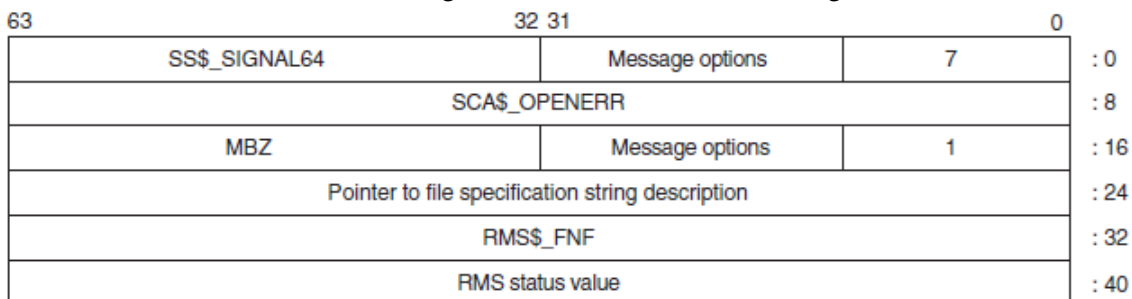 63 32 31 0
SS$_SIGNAL64 Message options 7 : 0
SCA$_OPENERR : 8
MBZ Message options 1 : 16
Pointer to file specification string description : 24
RMS$_FNF : 32
RMS status value : 40